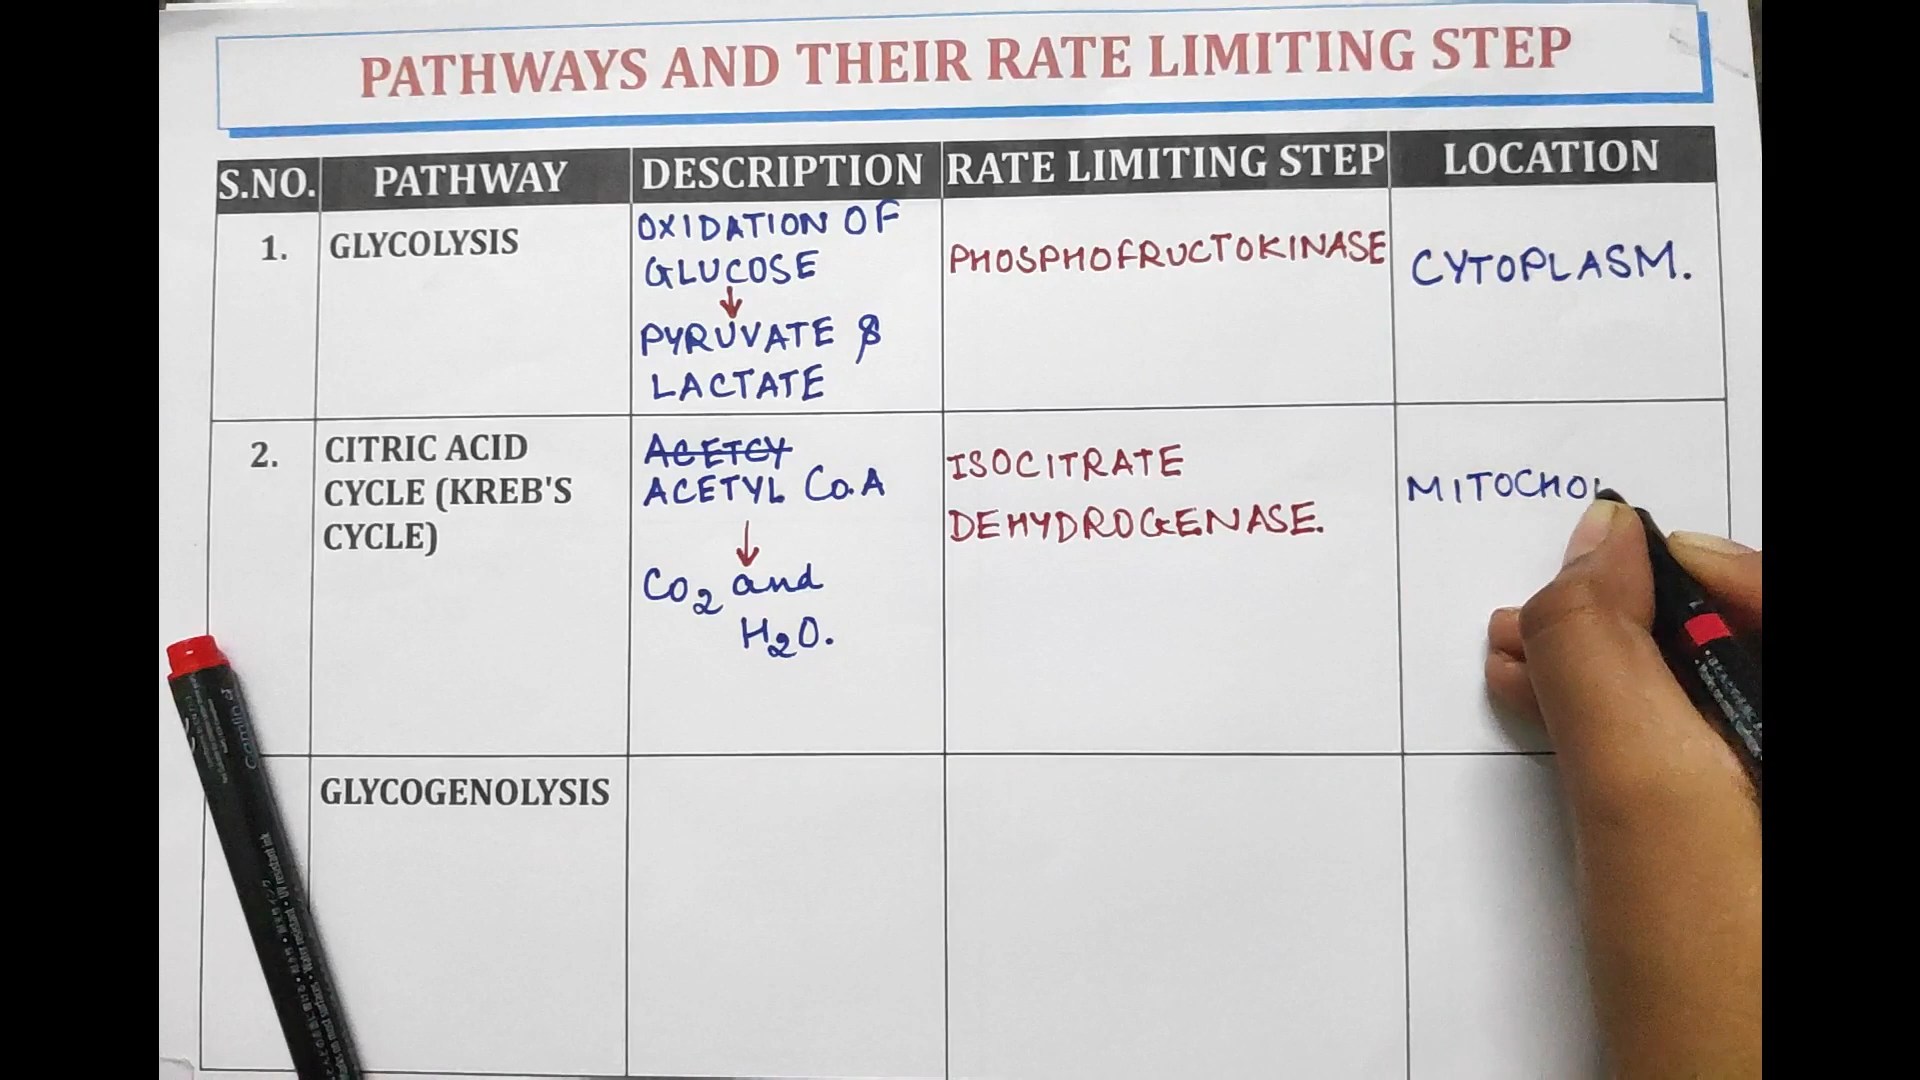 PATHWAYS AND THEIR RATE LIMITING STEP
S.NO. PATHWAY DESCRIPTION RATE LIMITING STEP LOCATION
1. GLYCOLYSIS
OXIDATION OF
GLUCOSE
↓
PYRUVATE &
LACTATE
PHOSPHOFRUCTOKINASE
CYTOPLASM.
2. CITRIC ACID
CYCLE (KREB'S
CYCLE)
ACETCY
ACETYL Co.A
↓
CO2 and
H2O.
ISOCITRATE
DEHYDROGENASE.
MITOCHO
GLYCOGENOLYSIS
Camlin